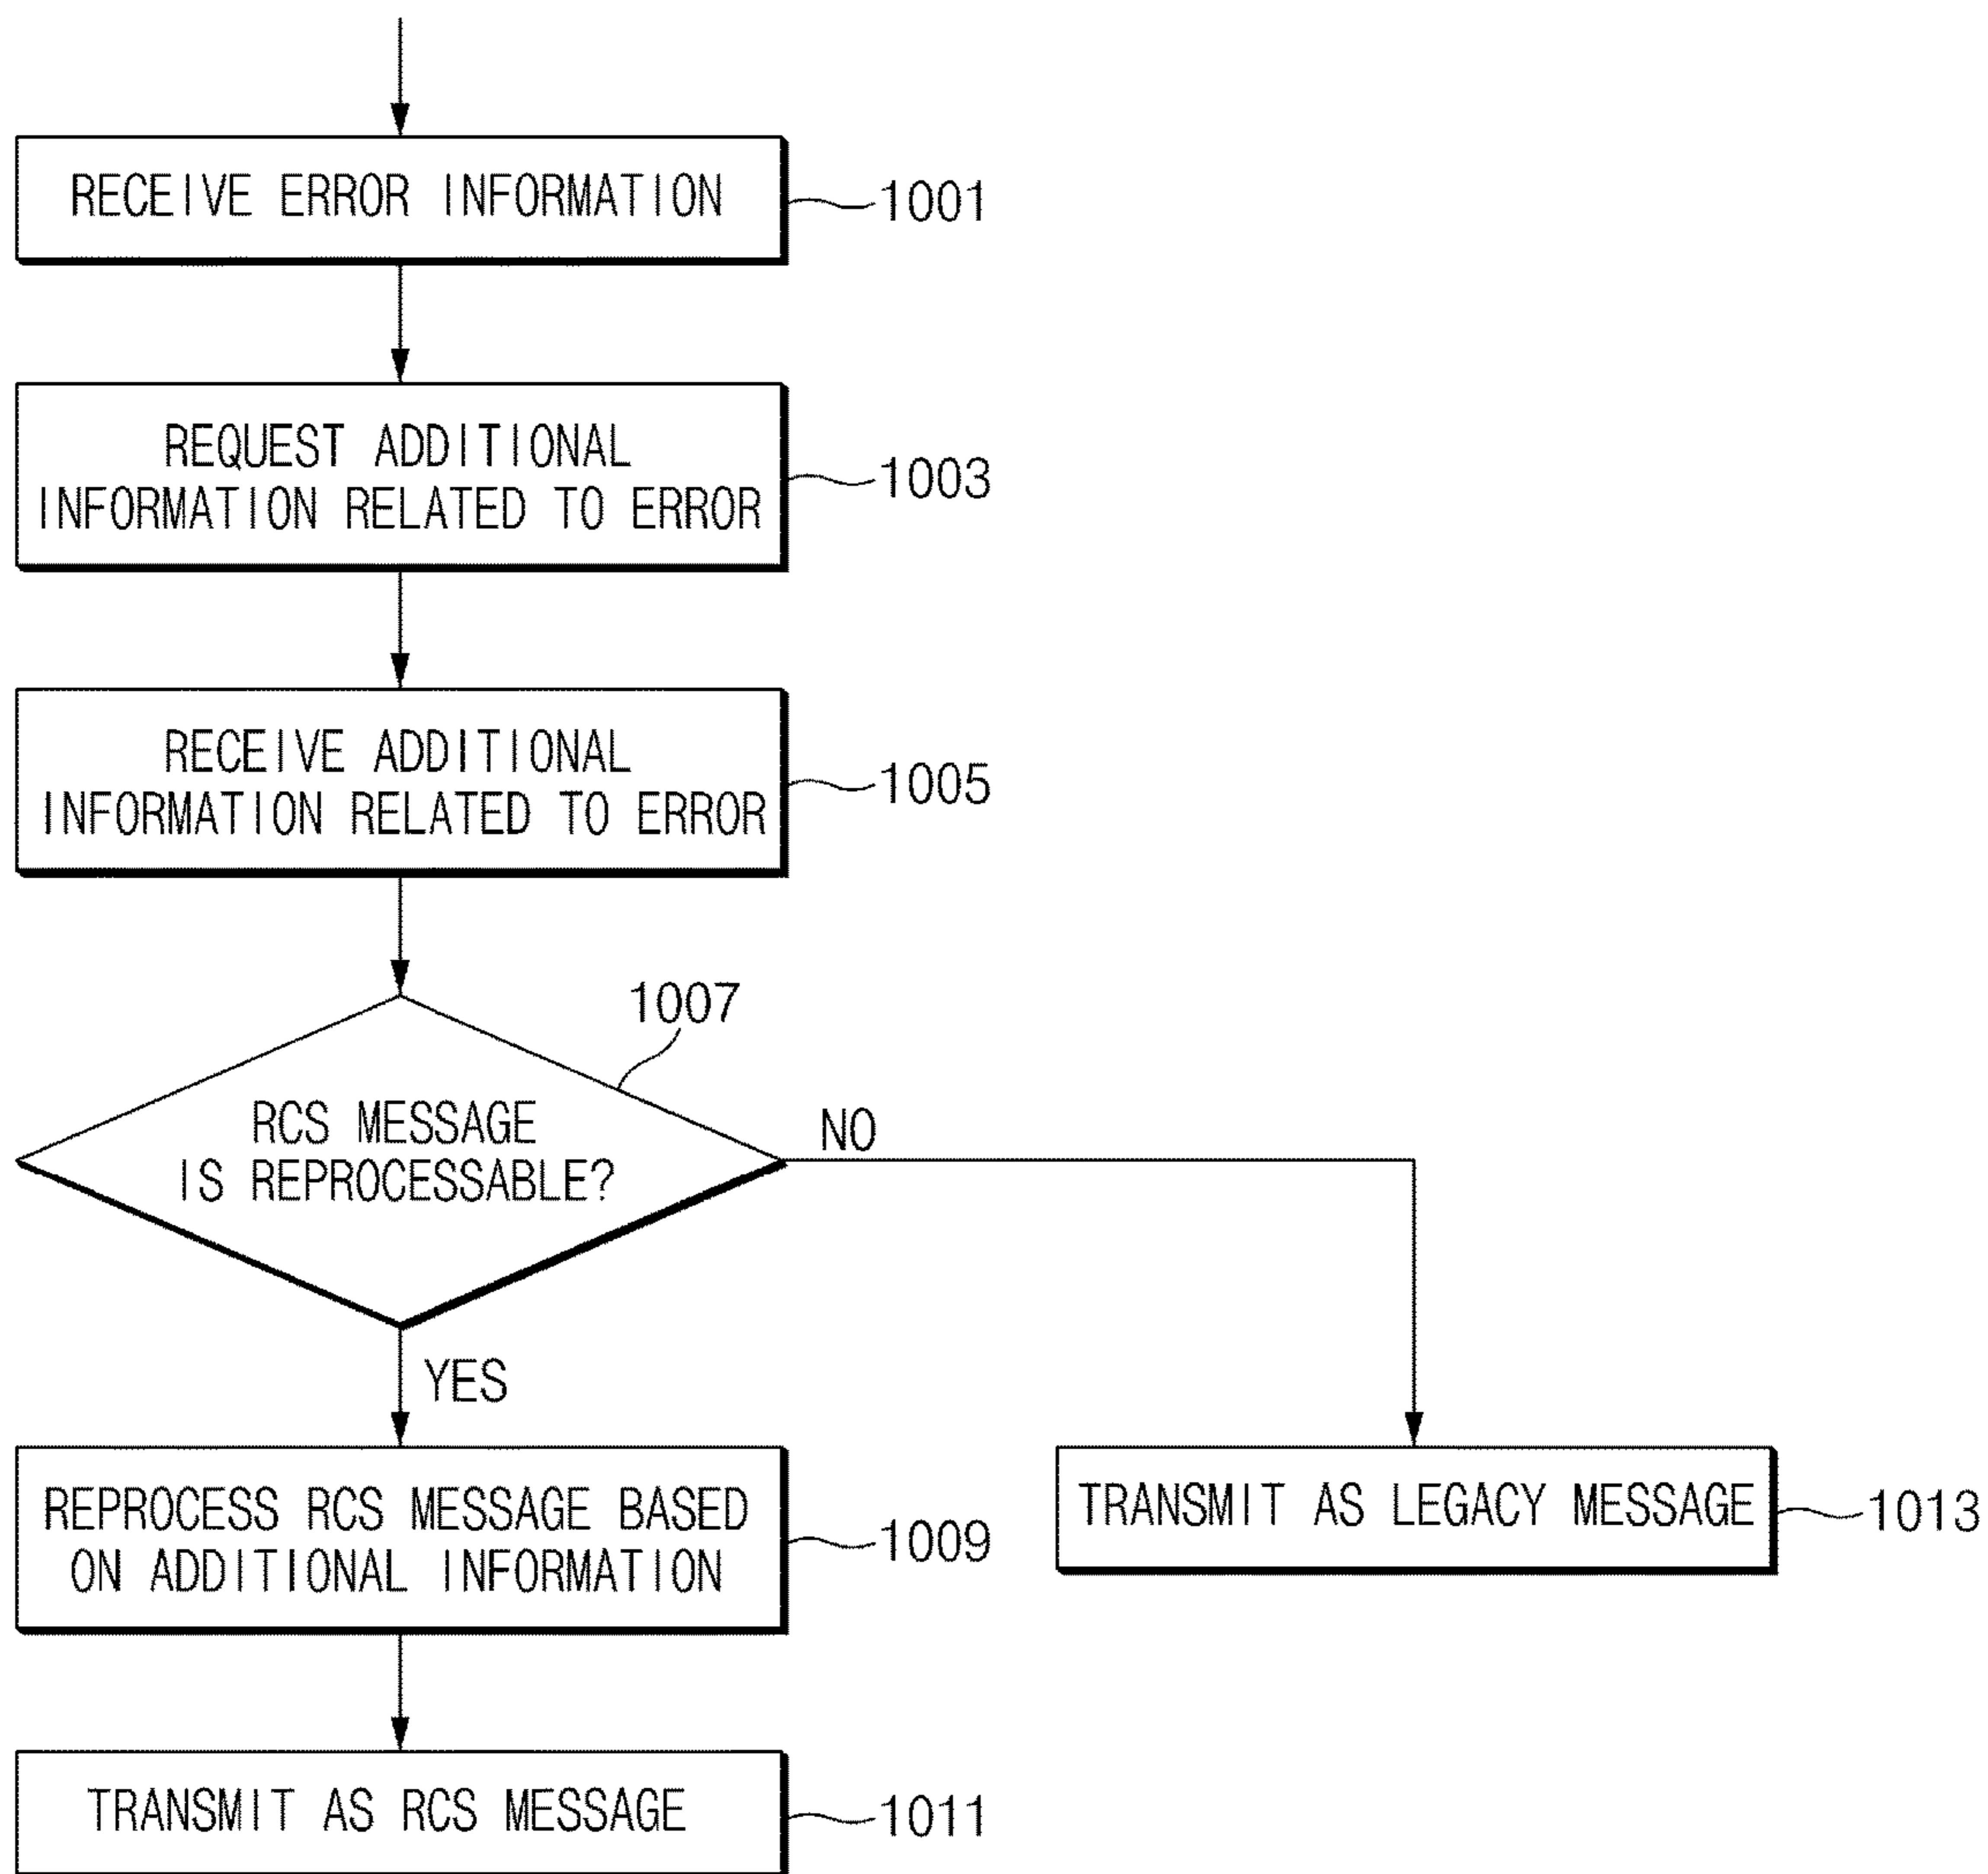 RECEIVE ERROR INFORMATION
1001
REQUEST ADDITIONAL
INFORMATION RELATED TO ERROR
1003
RECEIVE ADDITIONAL
INFORMATION RELATED TO ERROR
1005
1007
RCS MESSAGE
IS REPROCESSABLE?
NO
YES
REPROCESS RCS MESSAGE BASED
ON ADDITIONAL INFORMATION
1009
TRANSMIT AS LEGACY MESSAGE
1013
TRANSMIT AS RCS MESSAGE
1011